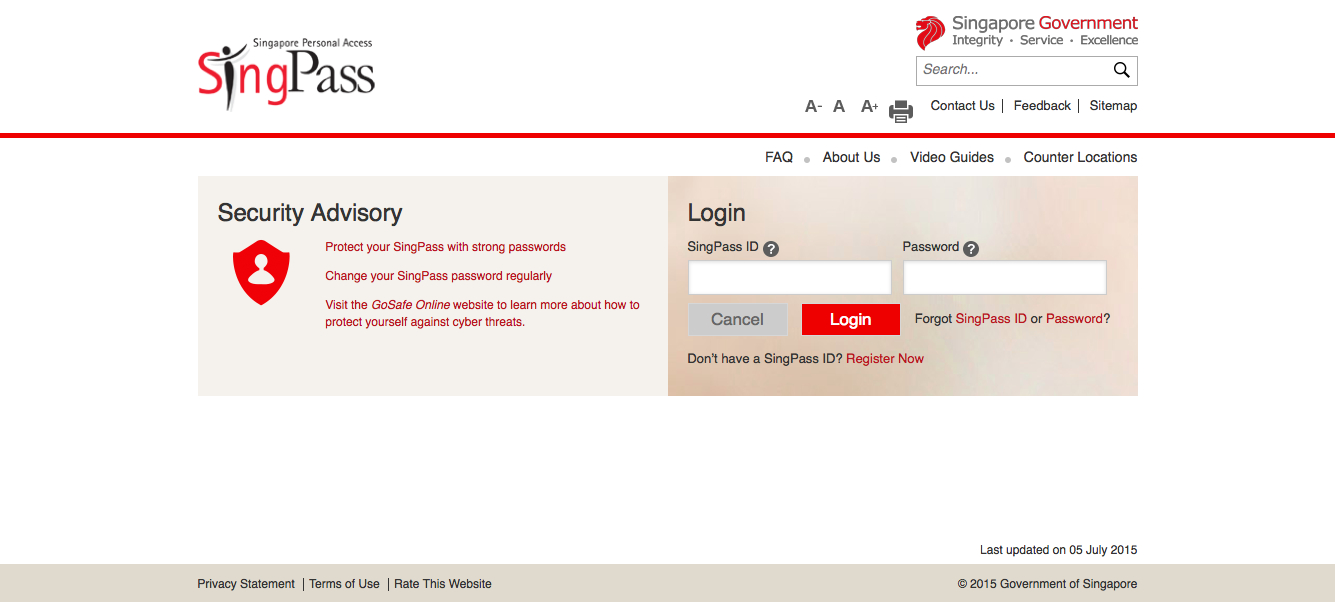 Singapore Personal Access
SingPass
Singapore Government
Integrity · Service · Excellence
Search...
A- A A+ Contact Us | Feedback | Sitemap
FAQ • About Us • Video Guides • Counter Locations
Security Advisory
Protect your SingPass with strong passwords
Change your SingPass password regularly
Visit the GoSafe Online website to learn more about how to
protect yourself against cyber threats.
Login
SingPass ID ? Password ?
Cancel Login Forgot SingPass ID or Password?
Don't have a SingPass ID? Register Now
Last updated on 05 July 2015
Privacy Statement | Terms of Use | Rate This Website
© 2015 Government of Singapore